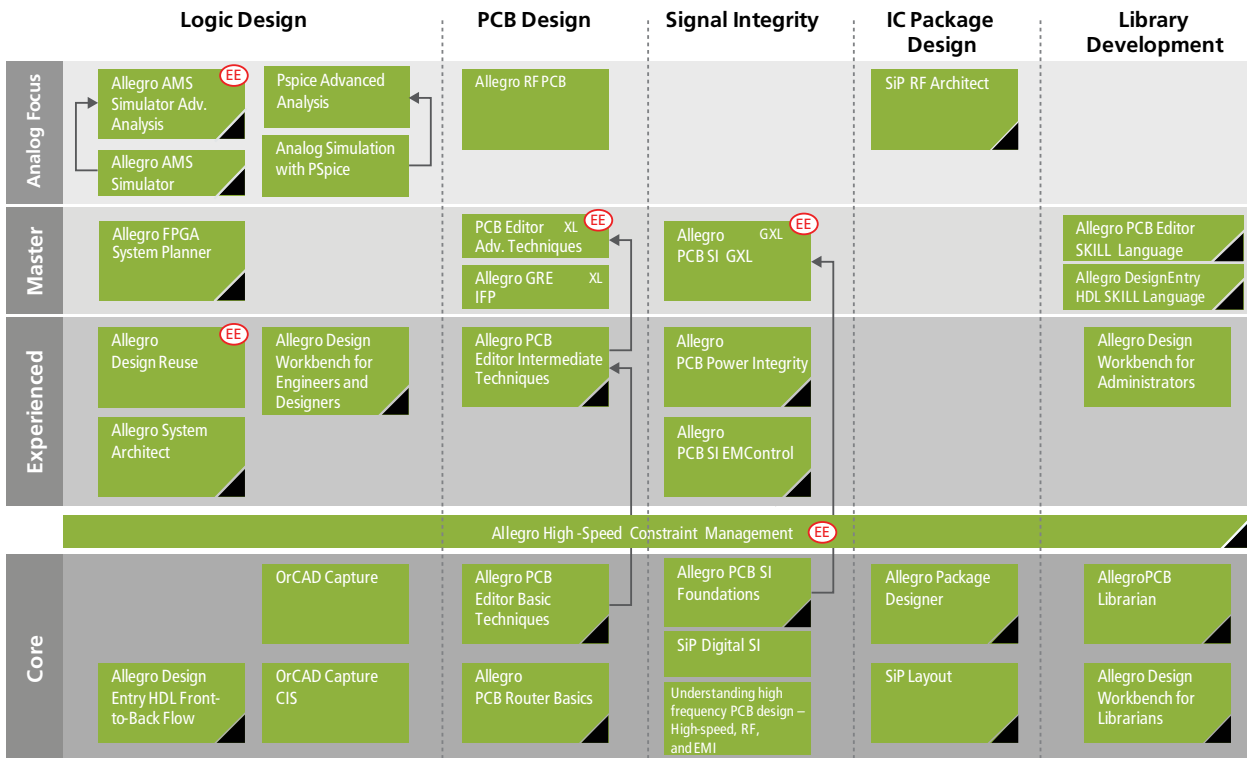 Logic Design
PCB Design
Signal Integrity
IC Package
Design
Library
Development
Analog Focus
Allegro AMS
Simulator Adv.
Analysis
EE
Pspice Advanced
Analysis
Allegro RF PCB
SiP RF Architect
Allegro AMS
Simulator
Analog Simulation
with PSpice
Master
Allegro FPGA
System Planner
PCB Editor XL
Adv. Techniques
EE
Allegro GRE XL
IFP
Allegro GXL
PCB SI GXL
EE
Allegro PCB Editor
SKILL Language
Allegro DesignEntry
HDL SKILL Language
Experienced
Allegro
Design Reuse
EE
Allegro Design
Workbench for
Engineers and
Designers
Allegro PCB
Editor Intermediate
Techniques
Allegro
PCB Power Integrity
Allegro Design
Workbench for
Administrators
Allegro System
Architect
Allegro
PCB SI EMControl
Allegro High-Speed Constraint Management EE
Core
OrCAD Capture
Allegro PCB
Editor Basic
Techniques
Allegro PCB SI
Foundations
Allegro Package
Designer
AllegroPCB
Librarian
SiP Digital SI
Allegro Design
Entry HDL Front-
to-Back Flow
OrCAD Capture
CIS
Allegro
PCB Router Basics
Understanding high
frequency PCB design –
High-speed, RF,
and EMI
SiP Layout
Allegro Design
Workbench for
Librarians